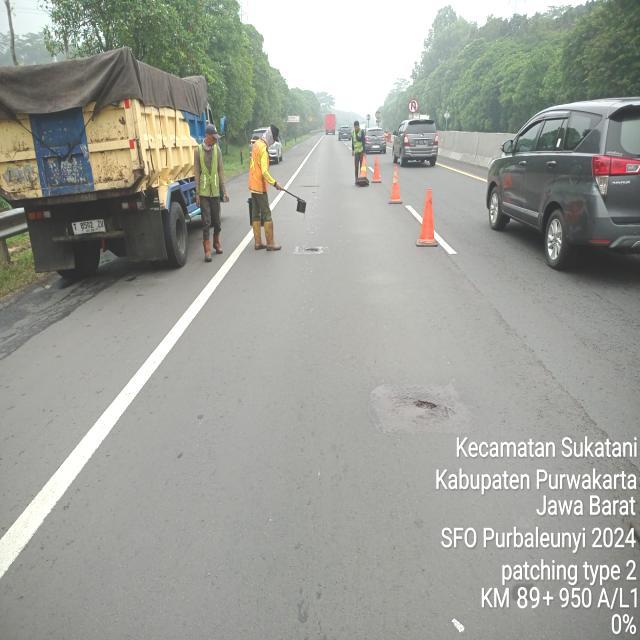 Kecamatan Sukatani
Kabupaten Purwakarta
Jawa Barat
SFO Purbaleunyi 2024
patching type 2
KM 89+ 950 A/L1
0%